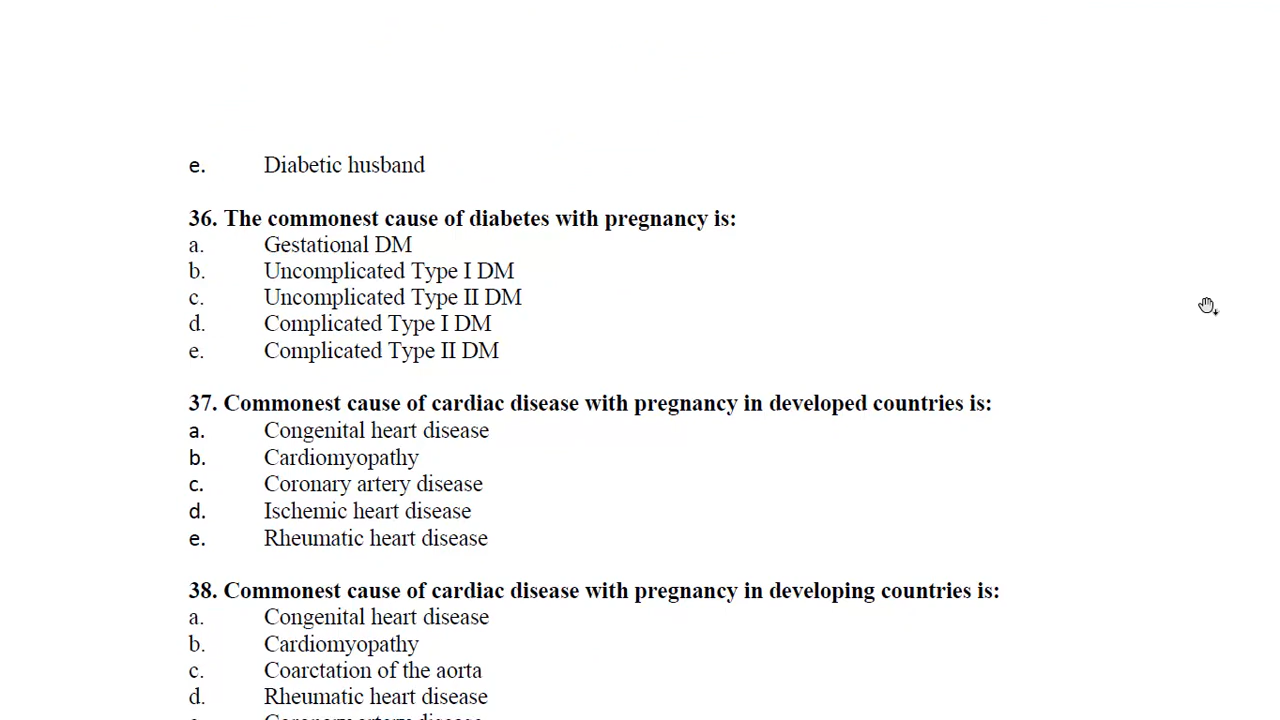 e. Diabetic husband
36. The commonest cause of diabetes with pregnancy is:
a. Gestational DM
b. Uncomplicated Type I DM
c. Uncomplicated Type II DM
d. Complicated Type I DM
e. Complicated Type II DM
37. Commonest cause of cardiac disease with pregnancy in developed countries is:
a. Congenital heart disease
b. Cardiomyopathy
c. Coronary artery disease
d. Ischemic heart disease
e. Rheumatic heart disease
38. Commonest cause of cardiac disease with pregnancy in developing countries is:
a. Congenital heart disease
b. Cardiomyopathy
c. Coarctation of the aorta
d. Rheumatic heart disease
e. Coronary artery disease